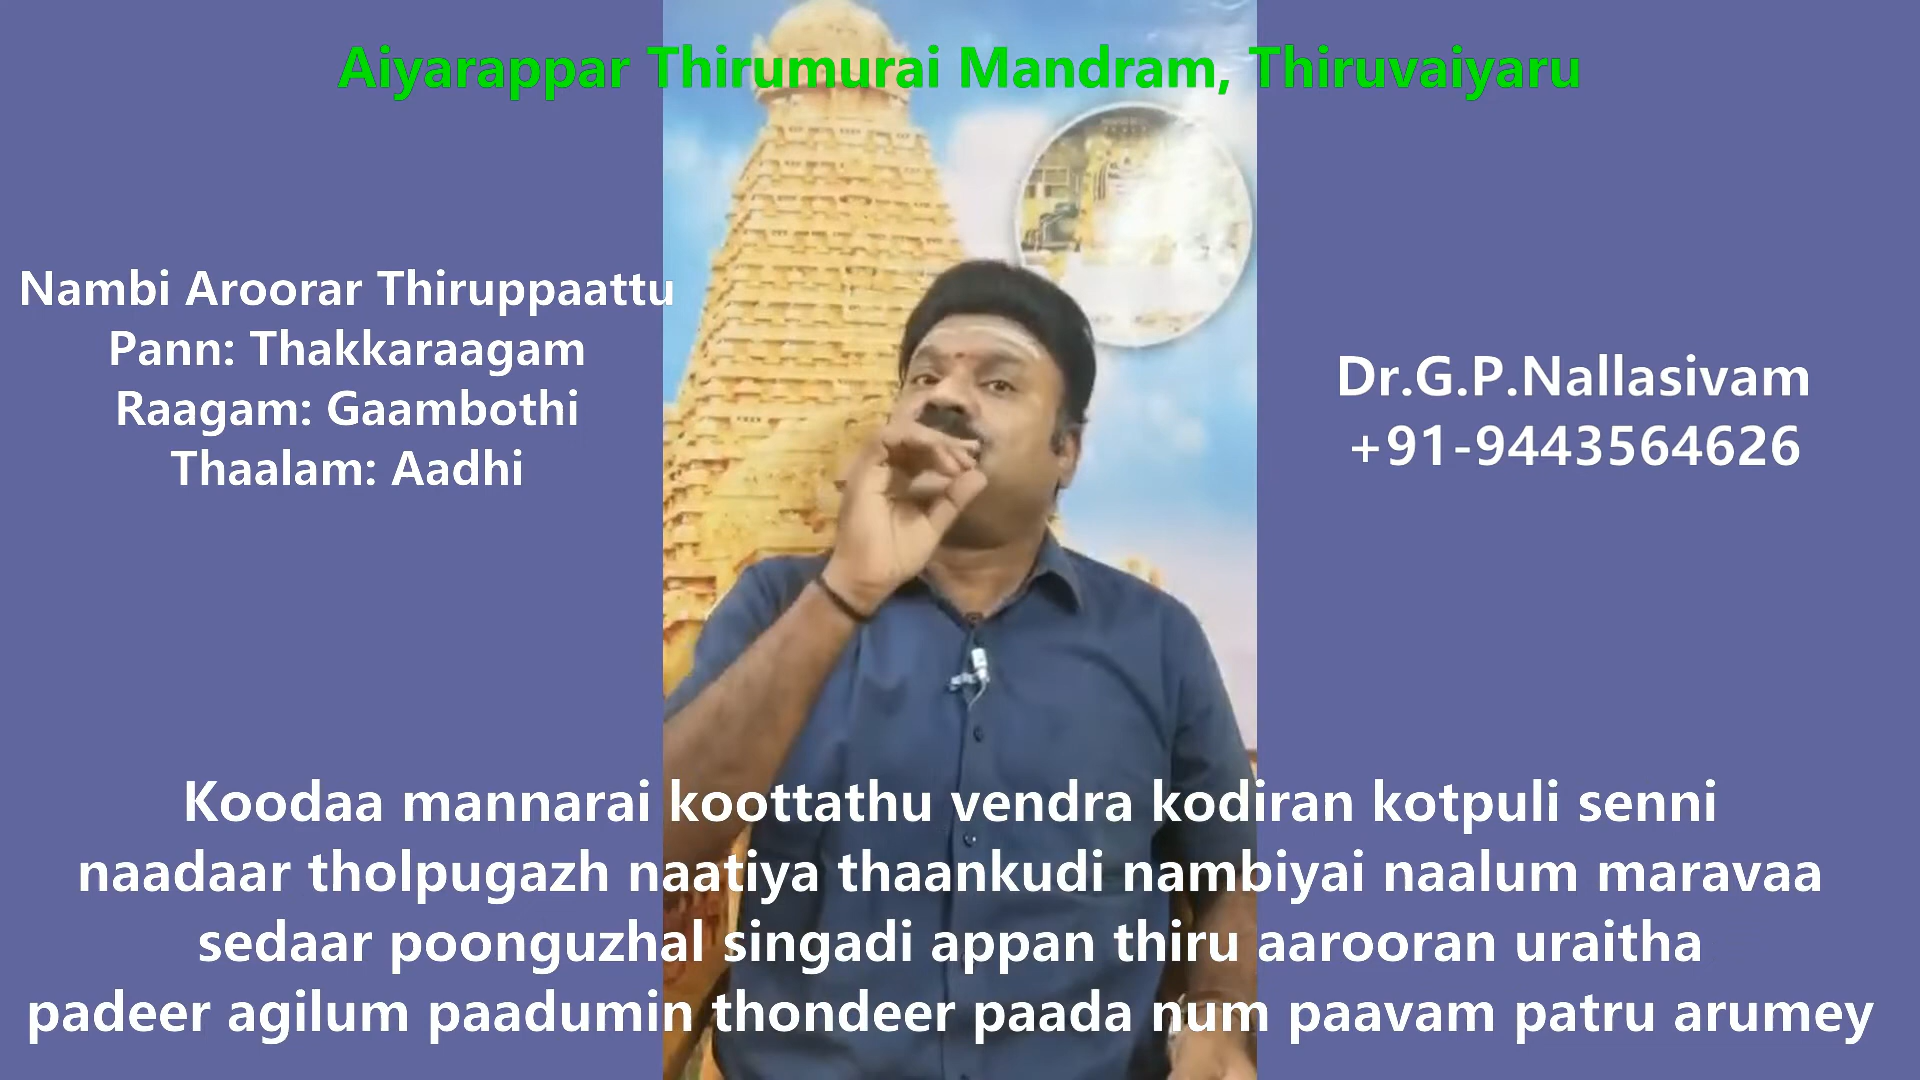 Aiyarappar Thirumurai Mandram, Thiruvaiyaru
Nambi Aroorar Thiruppaattu
Pann: Thakkaraagam
Raagam: Gaambothi
Thaalam: Aadhi
Dr.G.P.Nallasivam
+91-9443564626
Koodaa mannarai koottathu vendra kodiran kotpuli senni
naadaar tholpugazh naatiya thaankudi nambiyai naalum maravaa
sedaar poonguzhal singadi appan thiru aarooran uraitha
padeer agilum paadumin thondeer paada num paavam patru arumey